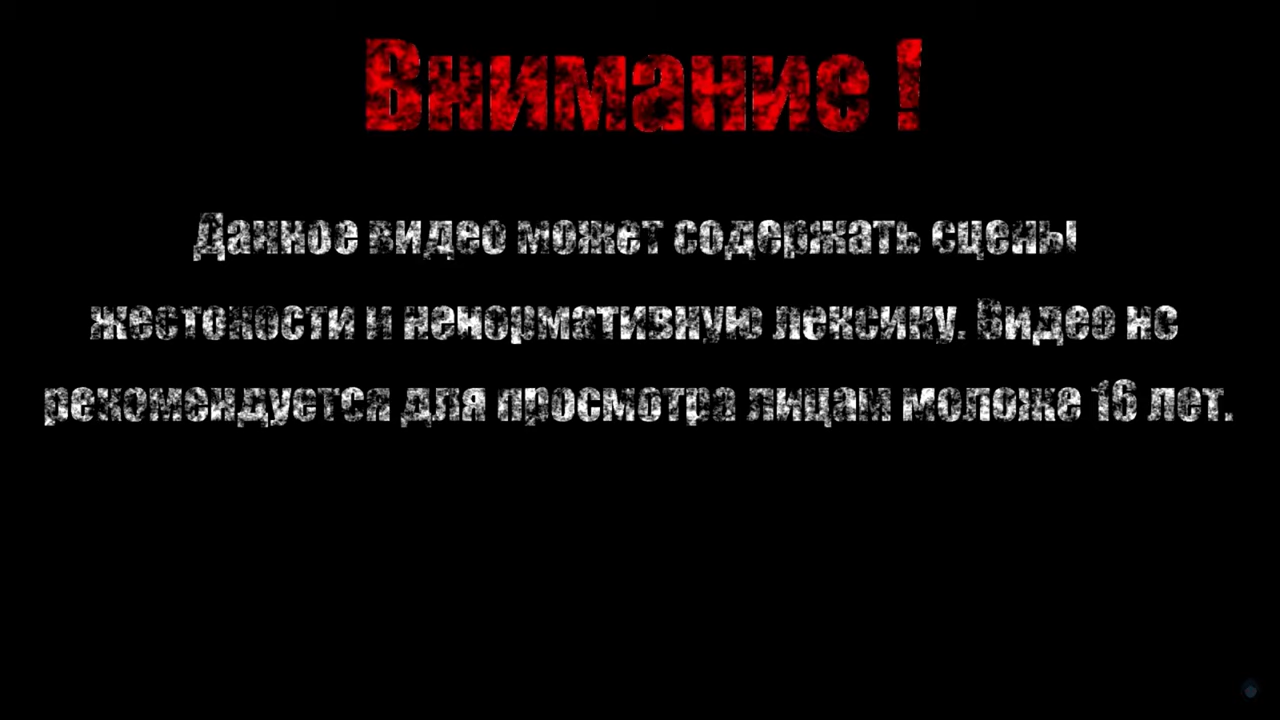 Внимание !
Данное видео может содержать сцены
жестокости и ненормативную лексику. Видео не
рекомендуется для просмотра лицам моложе 16 лет.